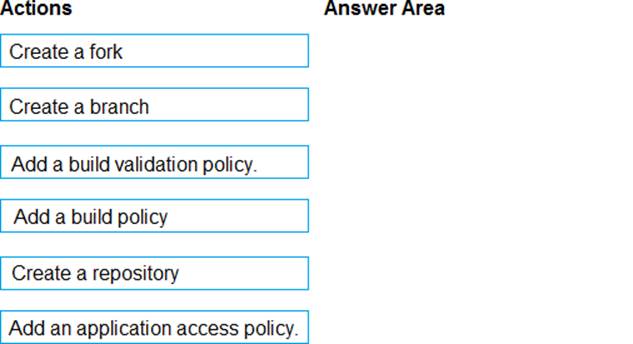 Actions Answer Area
Create a fork
Create a branch
Add a build validation policy.
Add a build policy
Create a repository
Add an application access policy.